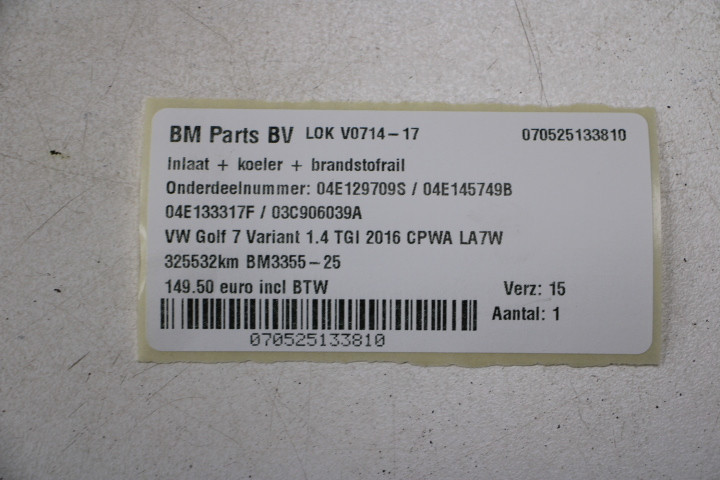 BM Parts BV LOK V0714-17 070525133810
Inlaat + koeler + brandstofrail
Onderdeelnummer: 04E129709S / 04E145749B
04E133317F / 03C906039A
VW Golf 7 Variant 1.4 TGI 2016 CPWA LA7W
325532km BM3355-25
149.50 euro incl BTW Verz: 15
Aantal: 1
070525133810